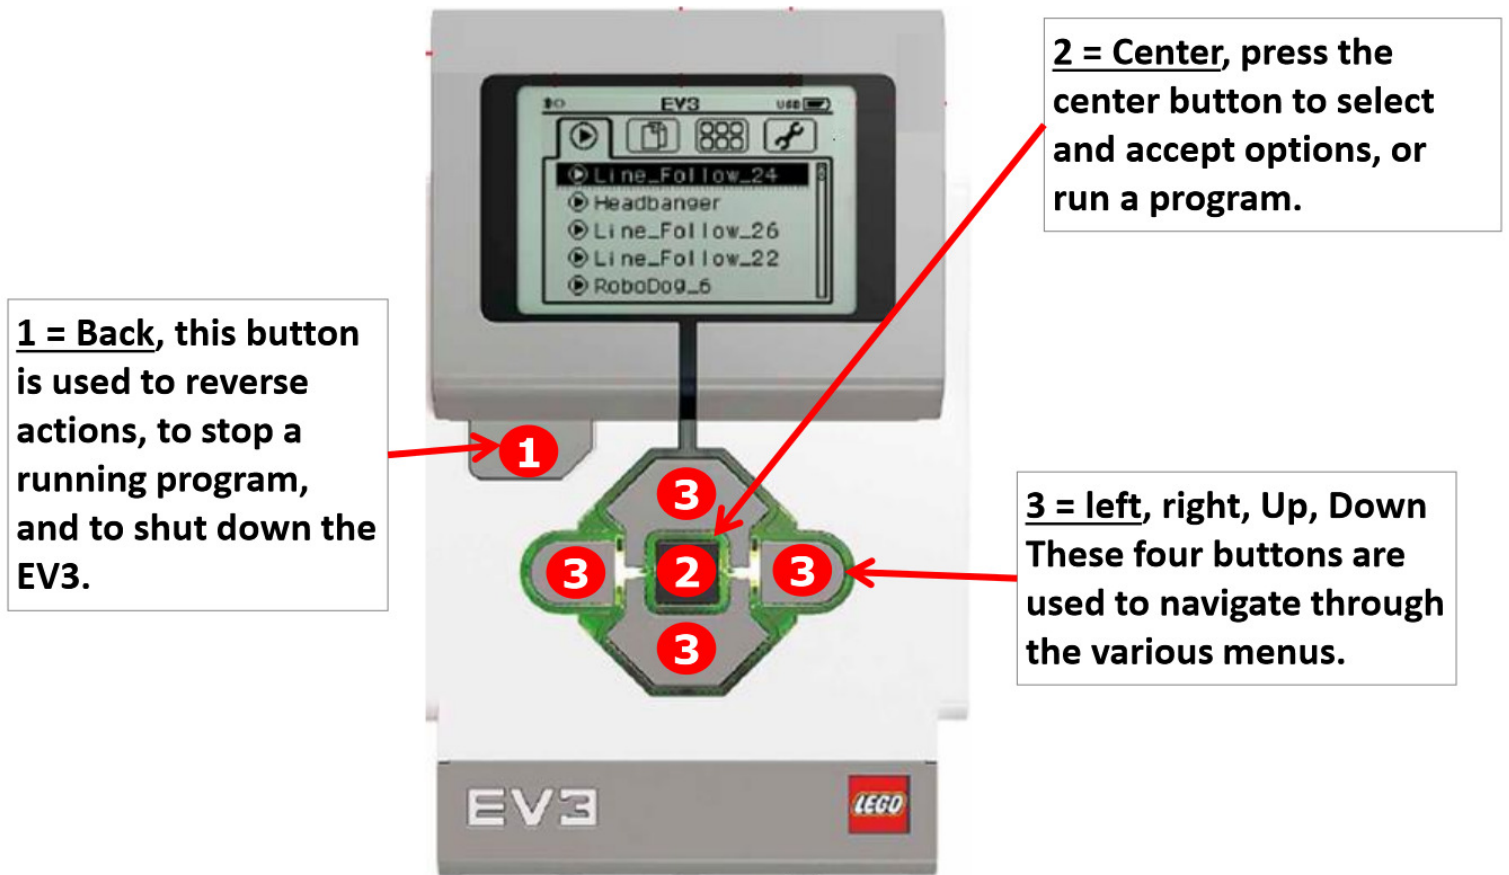 EV3
USB
Line_Follow_24
Headbanger
Line_Follow_26
Line_Follow_22
RoboDog_6
2 = Center, press the
center button to select
and accept options, or
run a program.
1 = Back, this button
is used to reverse
actions, to stop a
running program,
and to shut down the
EV3.
1
3
3
2
3
3
3 = left, right, Up, Down
These four buttons are
used to navigate through
the various menus.
EV3
LEGO